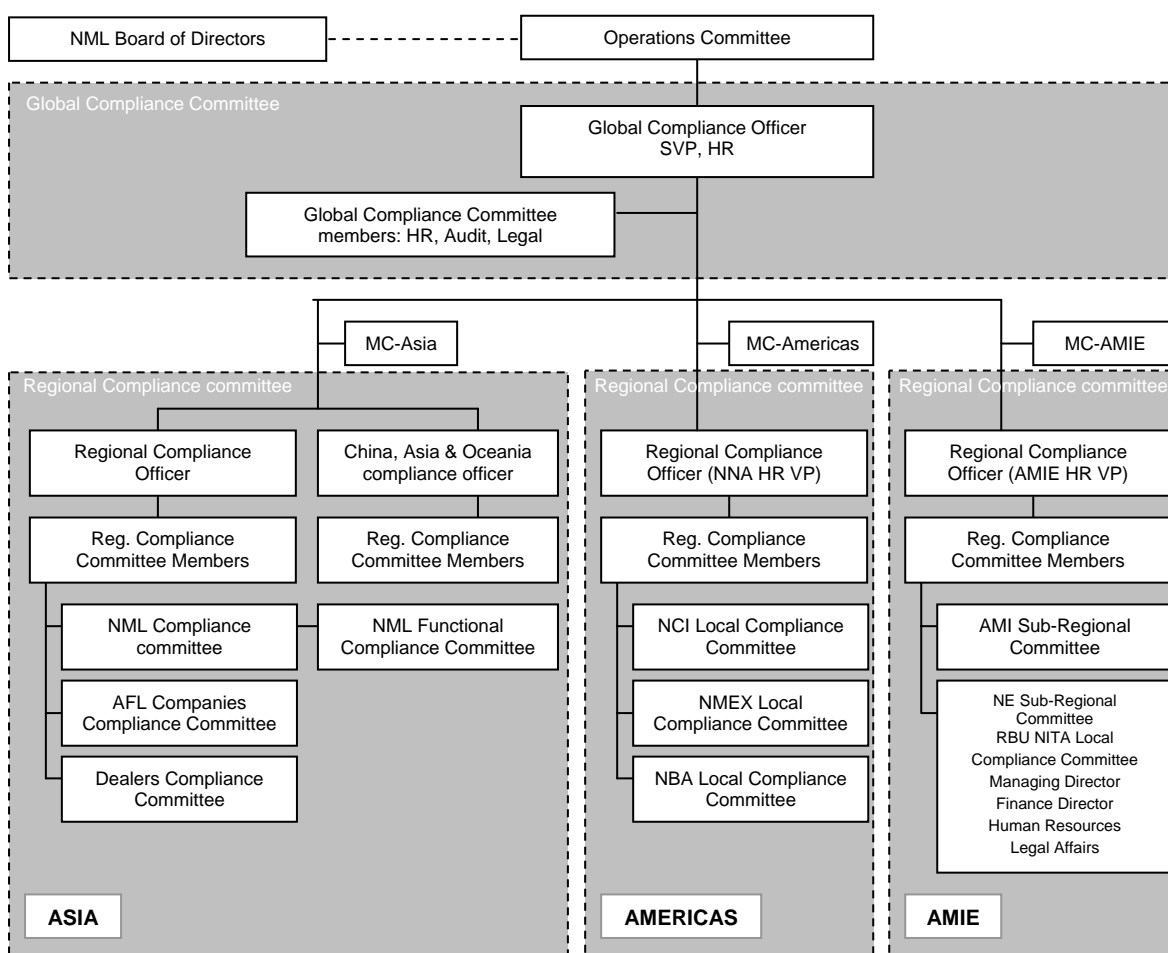 NML Board of Directors
Operations Committee
Global Compliance Committee
Global Compliance Officer
SVP, HR
Global Compliance Committee
members: HR, Audit, Legal
MC-Asia
MC-Americas
MC-AMIE
Regional Compliance committee
Regional Compliance
Officer
China, Asia & Oceania
compliance officer
Reg. Compliance
Committee Members
Reg. Compliance
Committee Members
NML Compliance
committee
NML Functional
Compliance Committee
AFL Companies
Compliance Committee
Dealers Compliance
Committee
ASIA
Regional Compliance committee
Regional Compliance
Officer (NNA HR VP)
Reg. Compliance
Committee Members
NCI Local Compliance
Committee
NMEX Local
Compliance Committee
NBA Local Compliance
Committee
AMERICAS
Regional Compliance committee
Regional Compliance
Officer (AMIE HR VP)
Reg. Compliance
Committee Members
AMI Sub-Regional
Committee
NE Sub-Regional
Committee
RBU NITA Local
Compliance Committee
Managing Director
Finance Director
Human Resources
Legal Affairs
AMIE